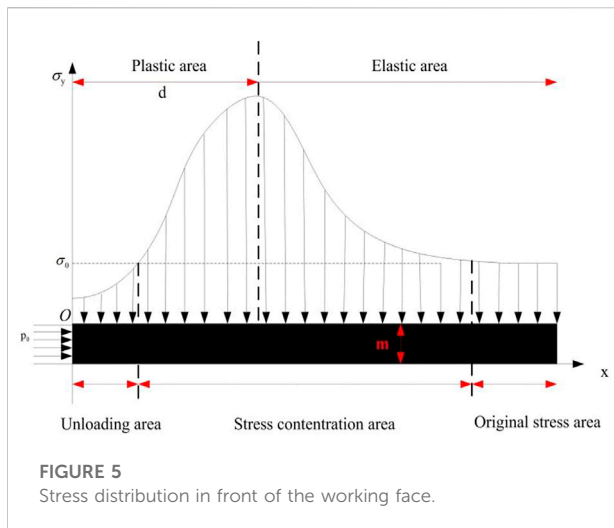 Plastic area
Elastic area
σy
d
σ0
O
p0
m
x
Unloading area
Stress contentration area
Original stress area
FIGURE 5
Stress distribution in front of the working face.